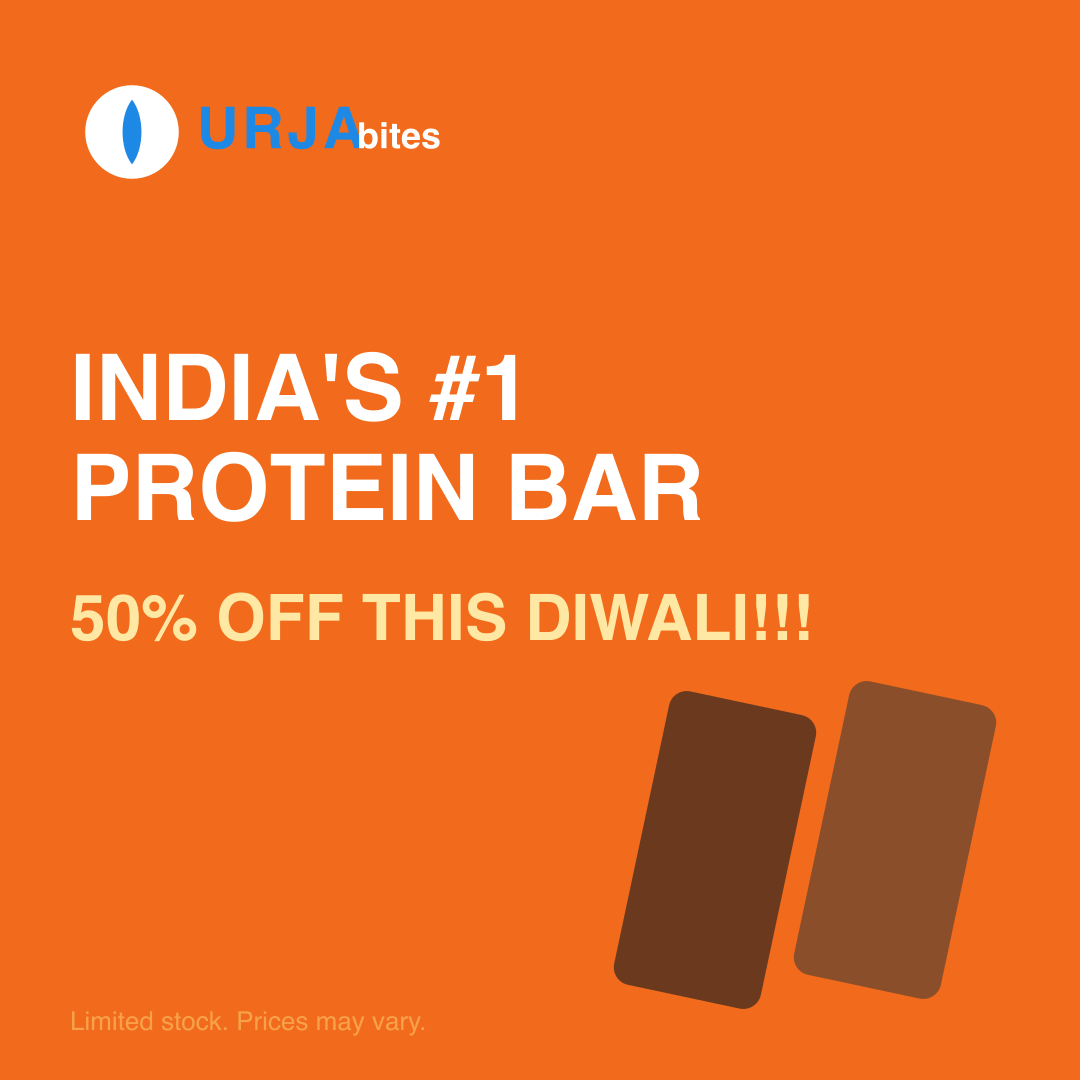 URJAbites
INDIA'S #1
PROTEIN BAR
50% OFF THIS DIWALI!!!
Limited stock. Prices may vary.